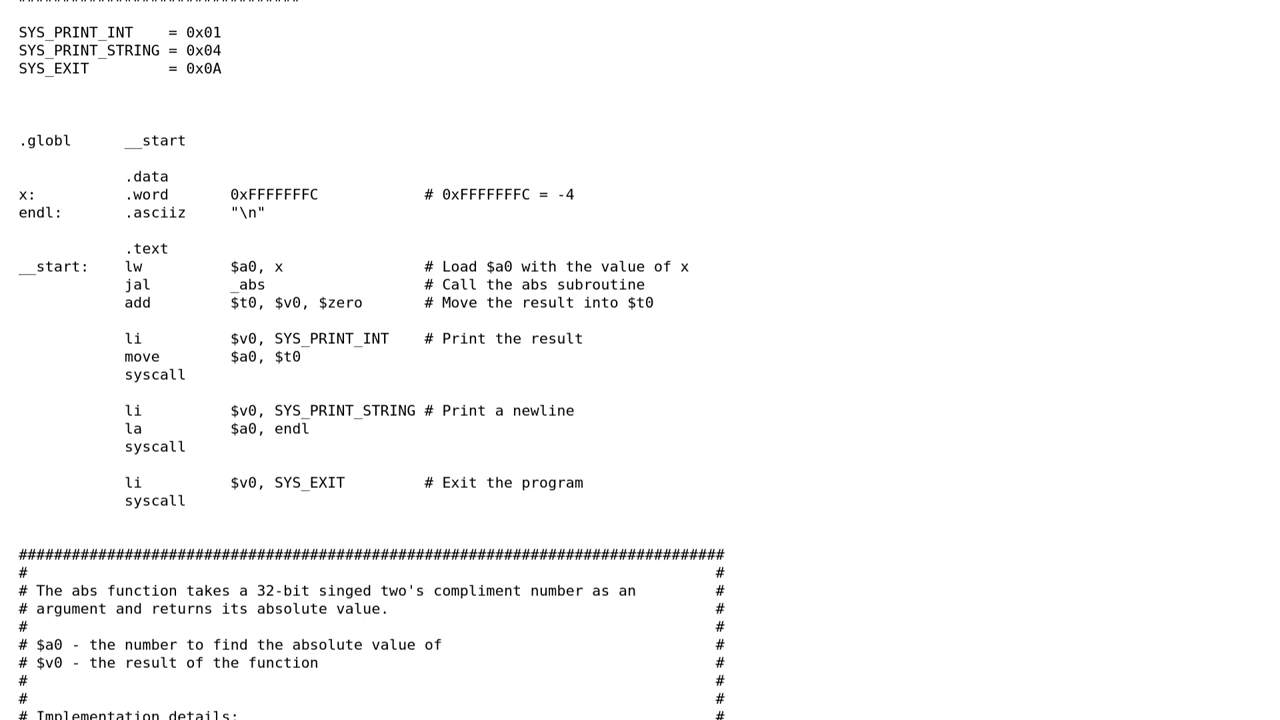 SYS_PRINT_INT    = 0x01
SYS_PRINT_STRING = 0x04
SYS_EXIT         = 0x0A
.globl      __start
            .data
x:          .word       0xFFFFFFFC            # 0xFFFFFFFC = -4
endl:       .asciiz     "\n"
            .text
__start:    lw          $a0, x                # Load $a0 with the value of x
            jal         _abs                  # Call the abs subroutine
            add         $t0, $v0, $zero       # Move the result into $t0
            li          $v0, SYS_PRINT_INT    # Print the result
            move        $a0, $t0
            syscall
            li          $v0, SYS_PRINT_STRING # Print a newline
            la          $a0, endl
            syscall
            li          $v0, SYS_EXIT         # Exit the program
            syscall
################################################################################
#                                                                              #
# The abs function takes a 32-bit singed two's compliment number as an         #
# argument and returns its absolute value.                                     #
#                                                                              #
# $a0 - the number to find the absolute value of                               #
# $v0 - the result of the function                                             #
#                                                                              #
#                                                                              #
# Implementation details:                                                      #